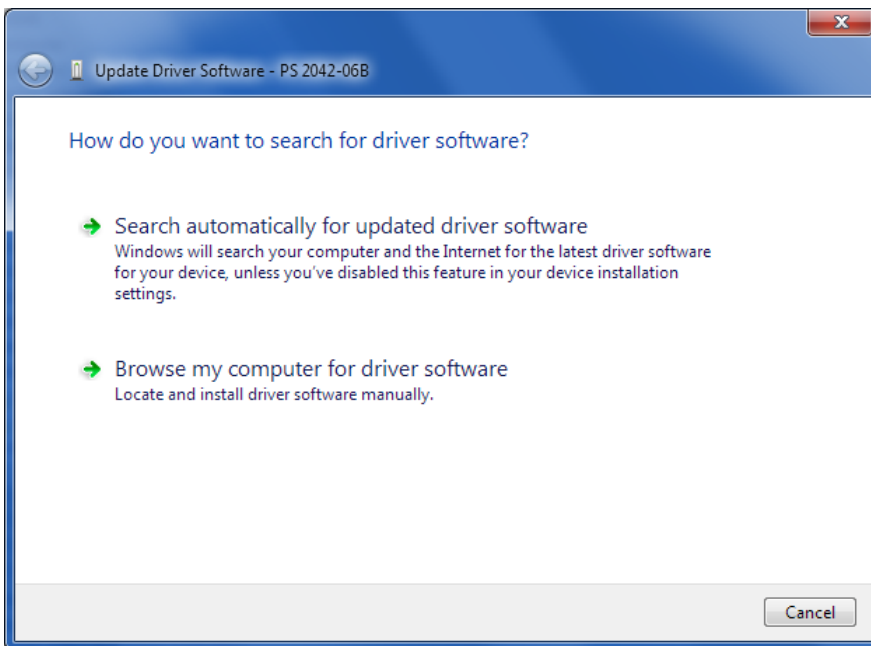 Update Driver Software - PS 2042-06B
How do you want to search for driver software?
Search automatically for updated driver software
Windows will search your computer and the Internet for the latest driver software
for your device, unless you've disabled this feature in your device installation
settings.
Browse my computer for driver software
Locate and install driver software manually.
Cancel